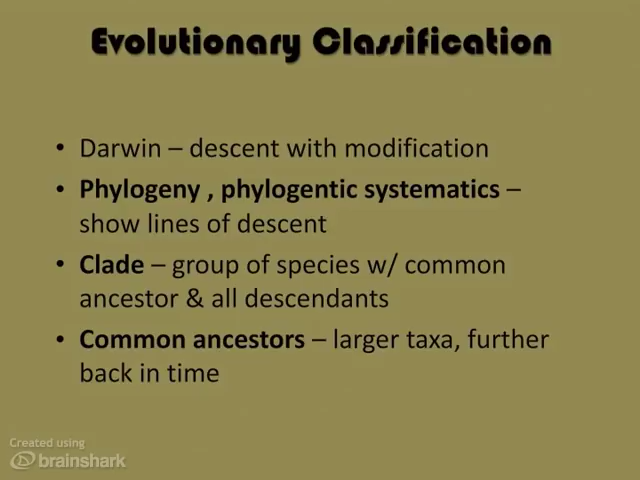 Evolutionary Classification
• Darwin – descent with modification
• Phylogeny , phylogentic systematics –
show lines of descent
• Clade – group of species w/ common
ancestor & all descendants
• Common ancestors – larger taxa, further
back in time
Created using
brainshark